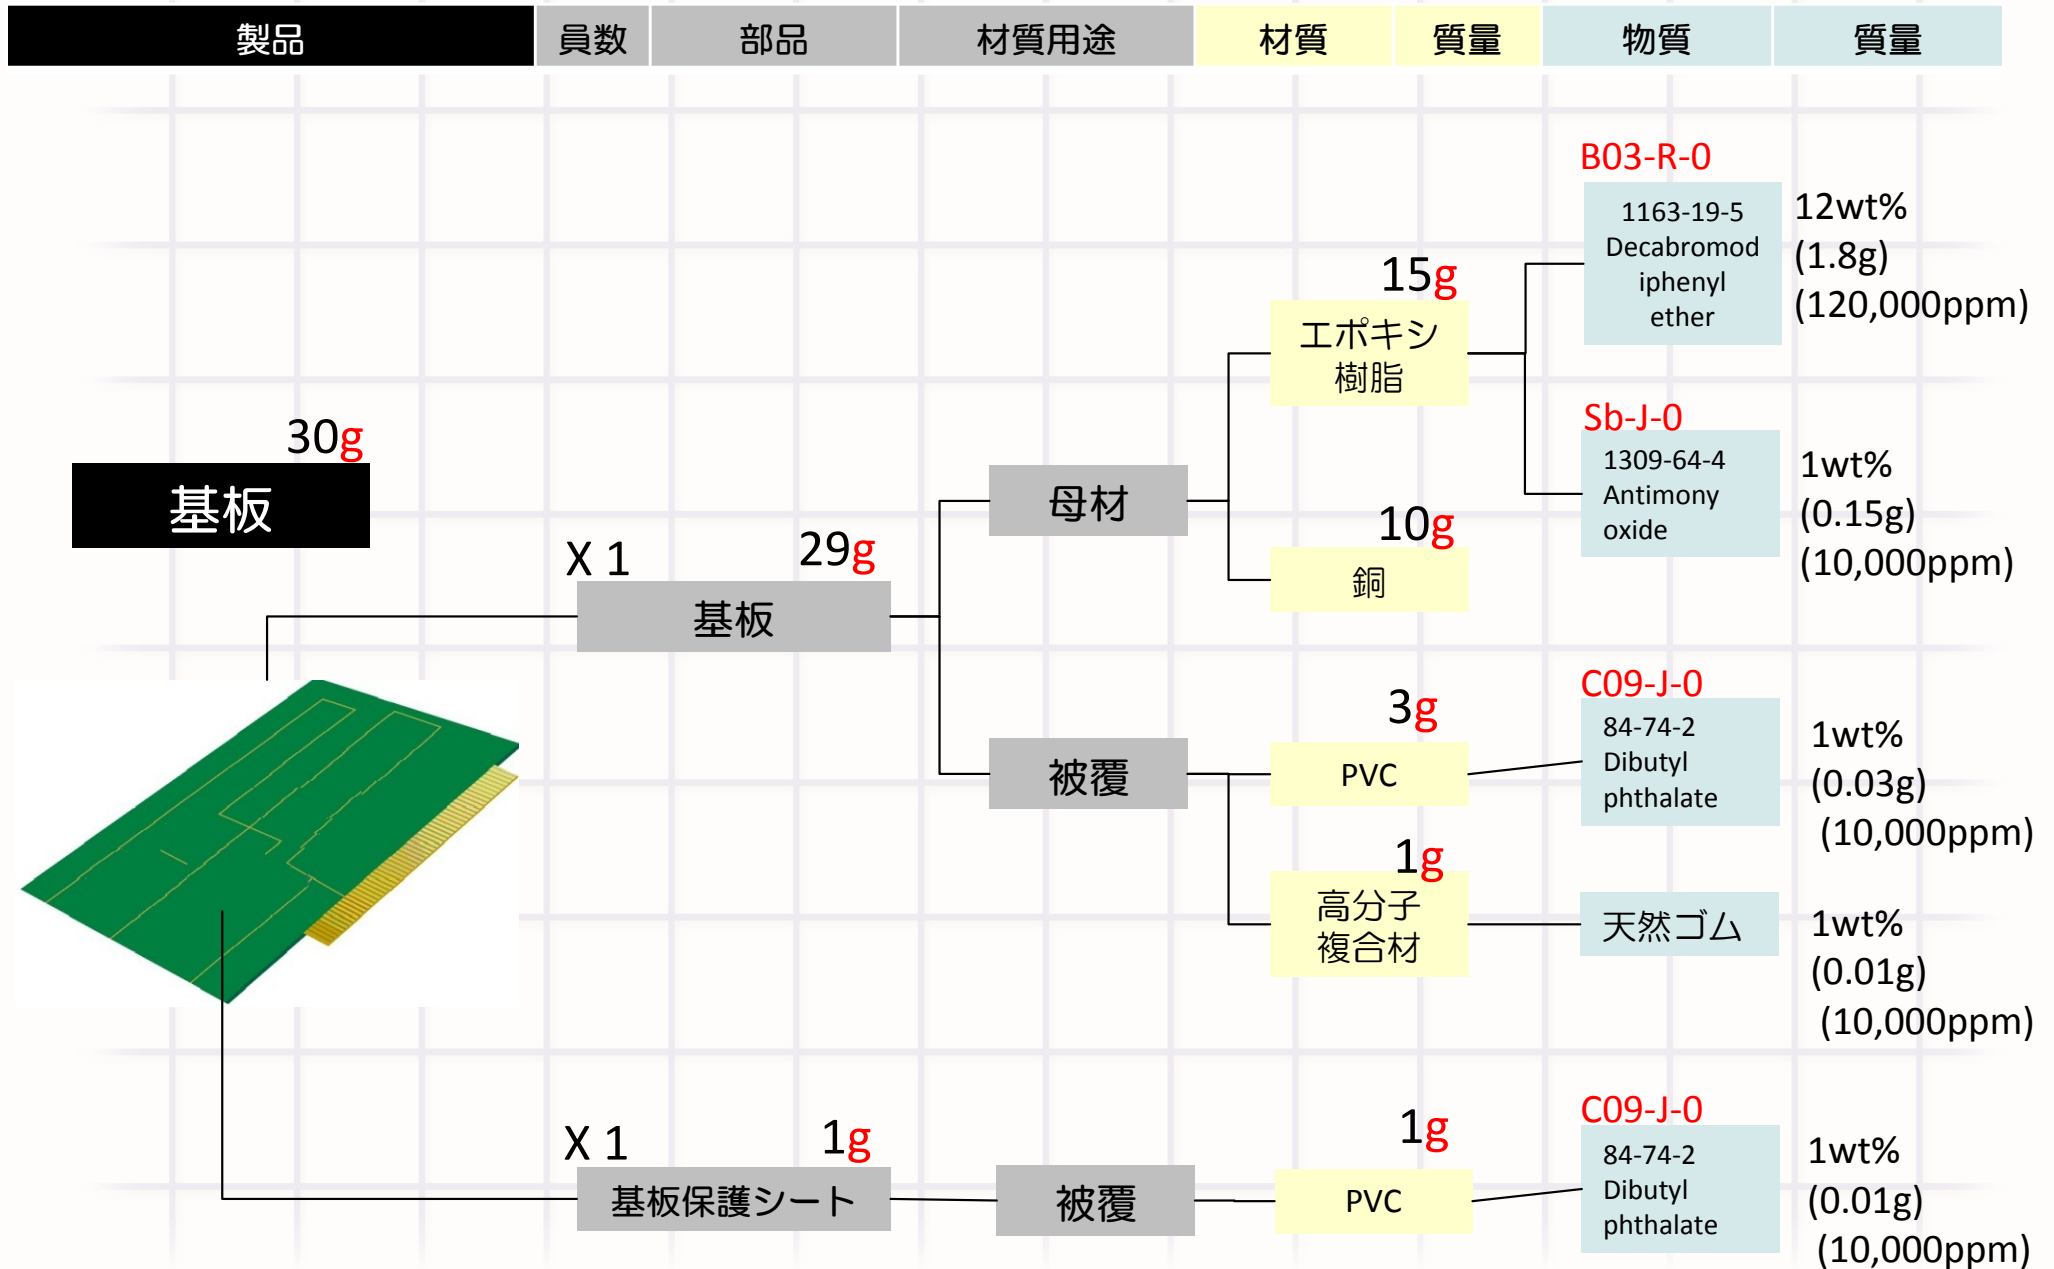 製品 員数 部品 材質用途 材質 質量 物質 質量
B03-R-0
1163-19-5
Decabromod
iphenyl
ether
12wt%
(1.8g)
(120,000ppm)
15g
エポキシ
樹脂
Sb-J-0
1309-64-4
Antimony
oxide
1wt%
(0.15g)
(10,000ppm)
30g
基板
母材
10g
銅
X 1
29g
基板
C09-J-0
84-74-2
Dibutyl
phthalate
1wt%
(0.03g)
(10,000ppm)
3g
PVC
被覆
1g
高分子
複合材
天然ゴム
1wt%
(0.01g)
(10,000ppm)
X 1
1g
基板保護シート
被覆
1g
PVC
C09-J-0
84-74-2
Dibutyl
phthalate
1wt%
(0.01g)
(10,000ppm)